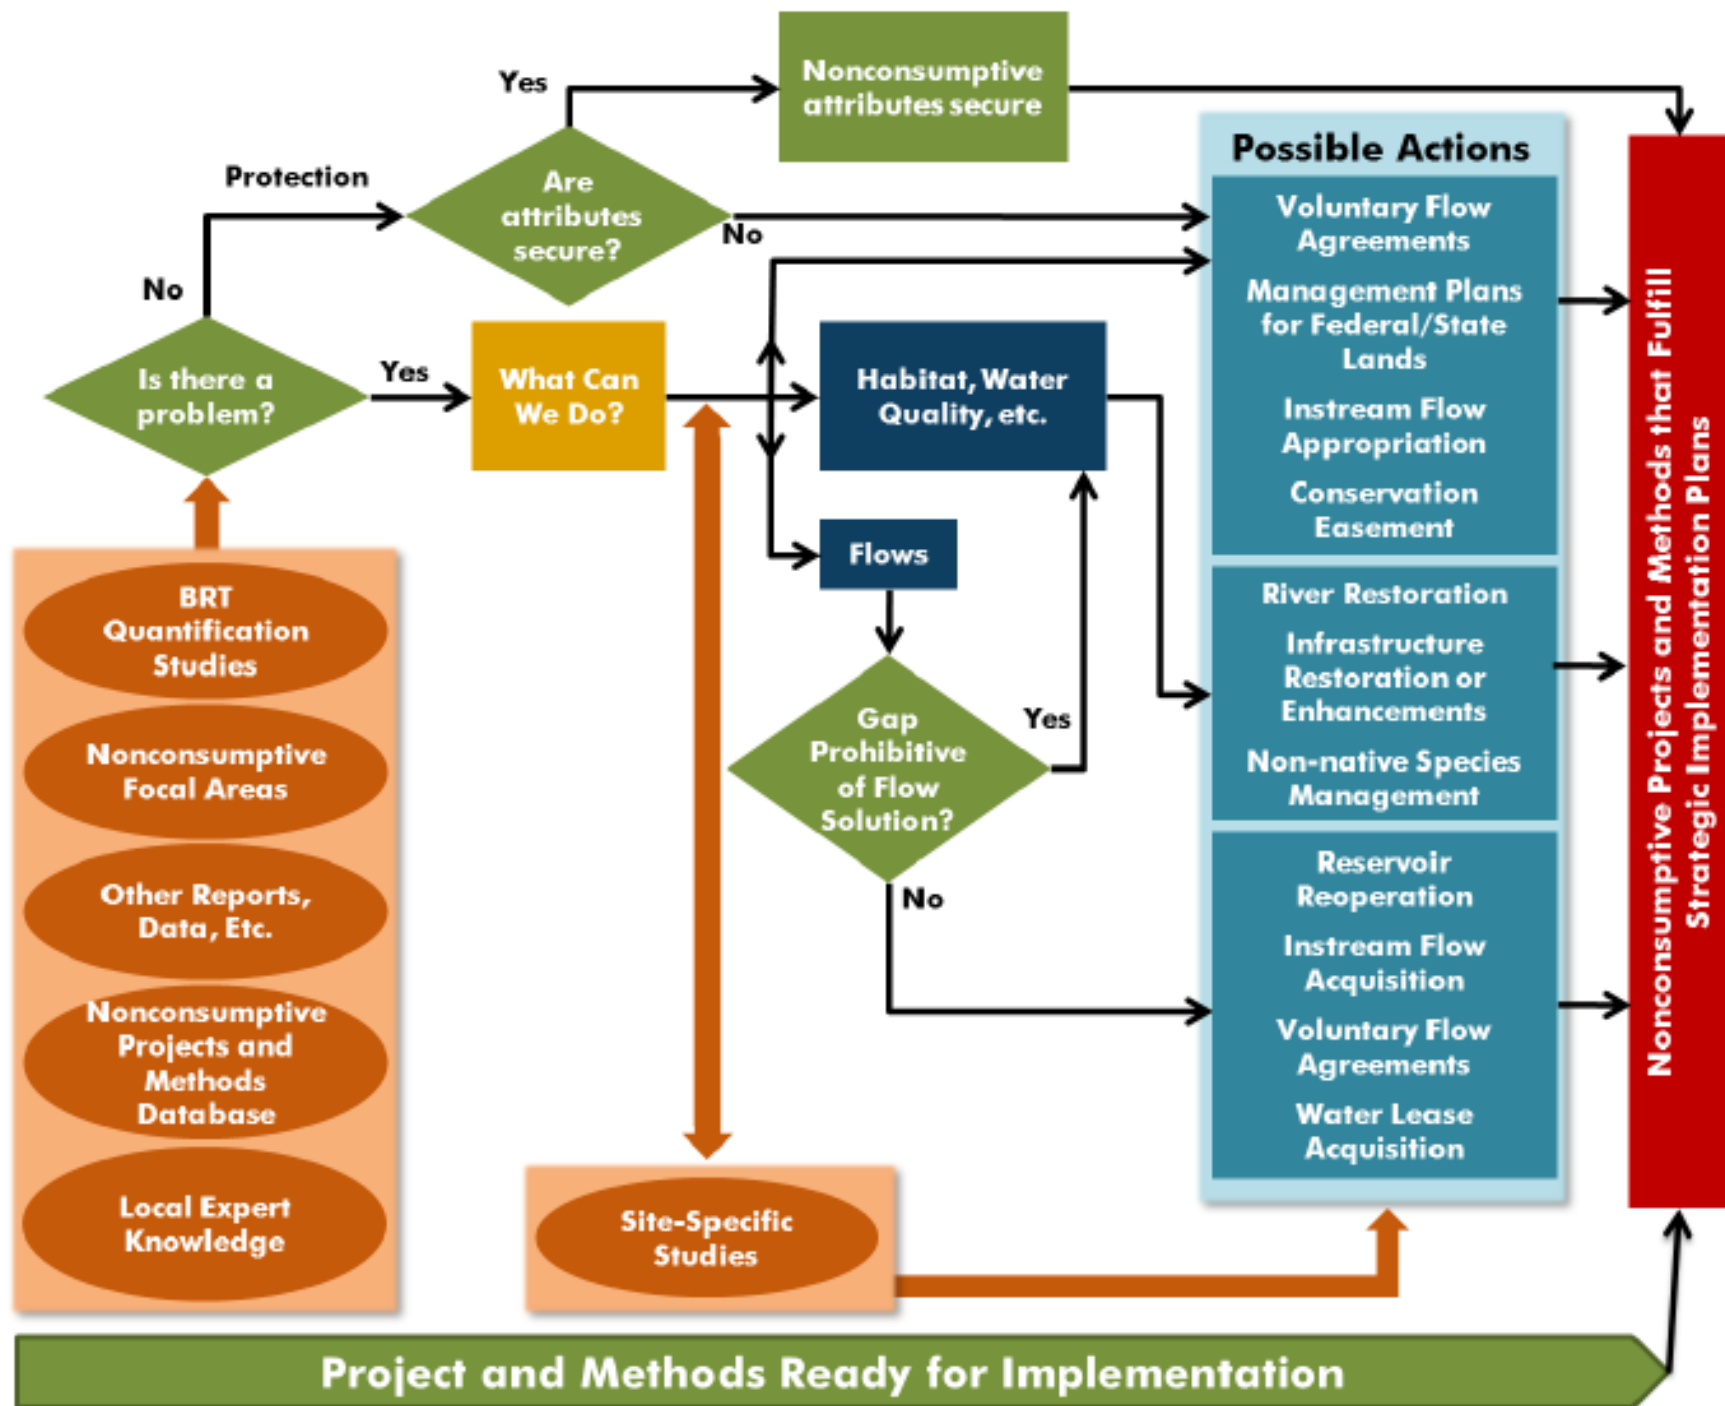 Yes
Nonconsumptive
attributes secure
Protection
Are
attributes
secure?
No
No
Is there a
problem?
Yes
What Can
We Do?
Habitat, Water
Quality, etc.
Flows
Gap
Prohibitive
of Flow
Solution?
Yes
No
BRT
Quantification
Studies
Nonconsumptive
Focal Areas
Other Reports,
Data, Etc.
Nonconsumptive
Projects and
Methods
Database
Local Expert
Knowledge
Site-Specific
Studies
Possible Actions
Voluntary Flow
Agreements
Management Plans
for Federal/State
Lands
Instream Flow
Appropriation
Conservation
Easement
River Restoration
Infrastructure
Restoration or
Enhancements
Non-native Species
Management
Reservoir
Reoperation
Instream Flow
Acquisition
Voluntary Flow
Agreements
Water Lease
Acquisition
Nonconsumptive Projects and Methods that Fulfill
Strategic Implementation Plans
Project and Methods Ready for Implementation